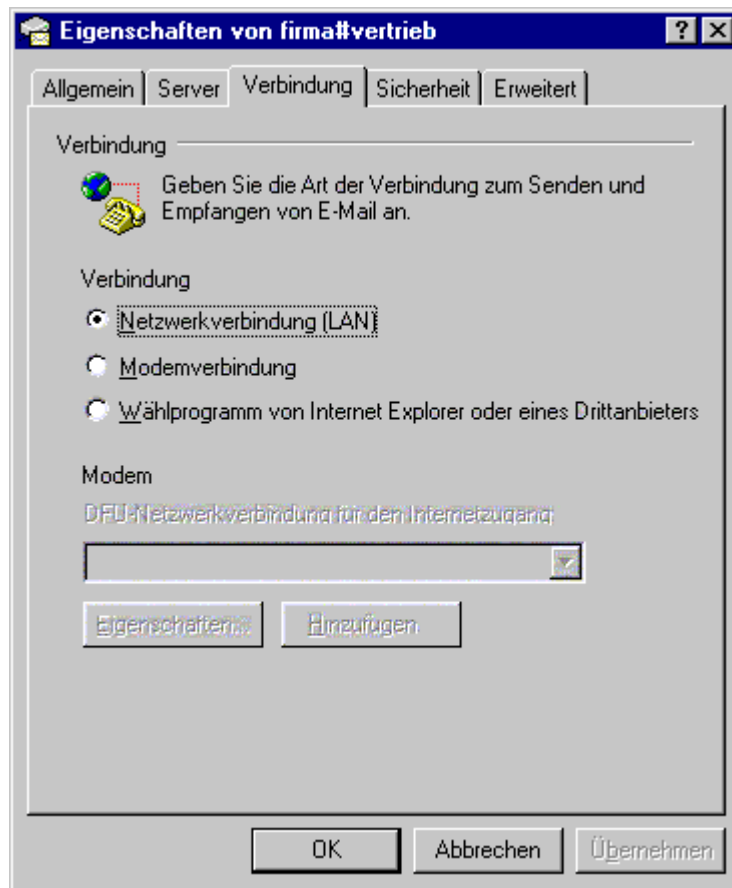 Eigenschaften von firma#vertrieb
Allgemein Server Verbindung Sicherheit Erweitert
Verbindung
Geben Sie die Art der Verbindung zum Senden und
Empfangen von E-Mail an.
Verbindung
Netzwerkverbindung (LAN)
Modemverbindung
Wählprogramm von Internet Explorer oder eines Drittanbieters
Modem
DFÜ-Netzwerkverbindung für den Internetzugang:
Eigenschaften... Hinzufügen
OK Abbrechen Übernehmen